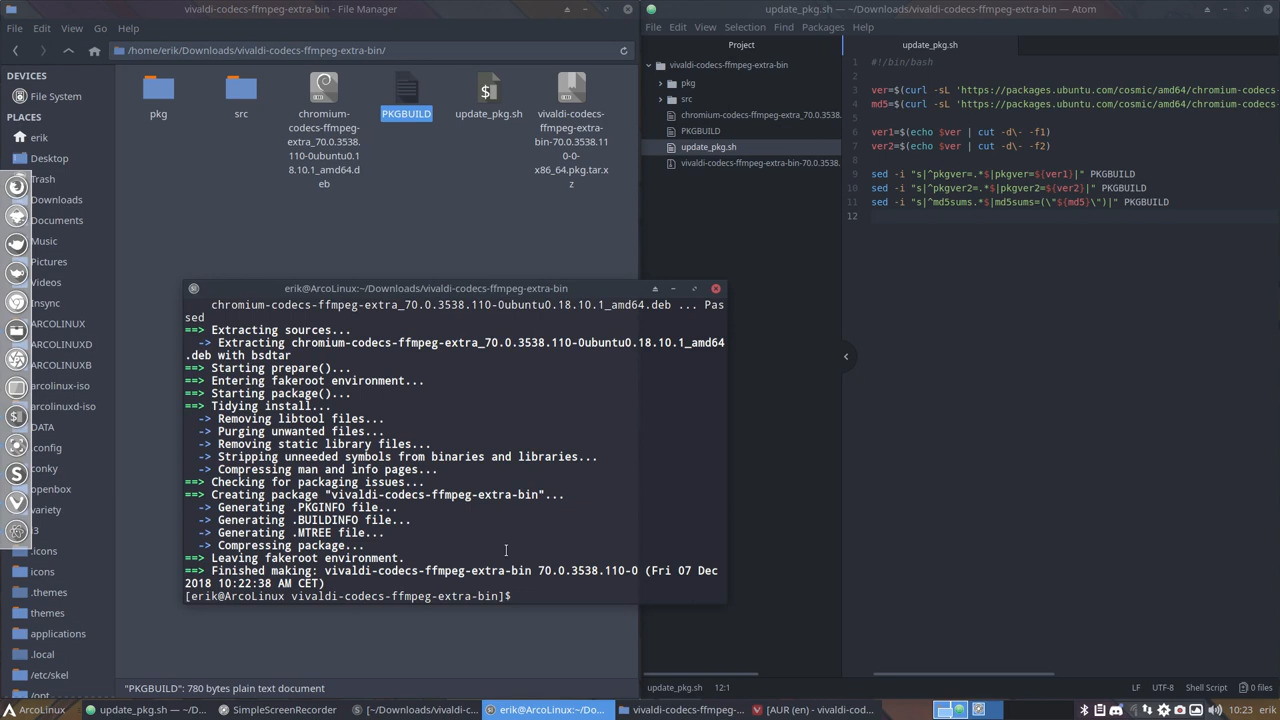 vivaldi-codecs-ffmpeg-extra-bin/ - File Manager
File Edit View Go Help
/home/erik/Downloads/vivaldi-codecs-ffmpeg-extra-bin/
DEVICES
File System
PLACES
erik
Desktop
Trash
Downloads
Documents
Music
Pictures
Videos
Insync
ARCOLINUX
ARCOLINUXD
ARCOLINUXB
arcolinux-iso
arcolinuxd-iso
DATA
.config
conky
openbox
variety
i3
.icons
icons
.themes
themes
applications
.local
/etc/skel
/opt
pkg
src
chromium-
codecs-
ffmpeg-
extra_
70.0.3538.
110-0ubuntu0.1
8.10.1_amd64.d
eb
PKGBUILD
update_pkg.sh
vivaldi-codecs-
ffmpeg-extra-
bin-70.0.3538.11
0-0-
x86_64.pkg.tar.x
z
"PKGBUILD": 780 bytes plain text document
update_pkg.sh — ~/Downloads/vivaldi-codecs-ffmpeg-extra-bin — Atom
File Edit View Selection Find Packages Help
Project
vivaldi-codecs-ffmpeg-extra-bin
pkg
src
chromium-codecs-ffmpeg-extra_70.0.3538.
PKGBUILD
update_pkg.sh
vivaldi-codecs-ffmpeg-extra-bin-70.0.3538.
update_pkg.sh
1 #!/bin/bash
2
3 ver=$(curl -sL 'https://packages.ubuntu.com/cosmic/amd64/chromium-codecs-
4 md5=$(curl -sL 'https://packages.ubuntu.com/cosmic/amd64/chromium-codecs-
5
6 ver1=$(echo $ver | cut -d\- -f1)
7 ver2=$(echo $ver | cut -d\- -f2)
8
9 sed -i "s|^pkgver=.*$|pkgver=${ver1}|" PKGBUILD
10 sed -i "s|^pkgver2=.*$|pkgver2=${ver2}|" PKGBUILD
11 sed -i "s|^md5sums.*$|md5sums=(\"${md5}\")|" PKGBUILD
12
update_pkg.sh 12:1 LF UTF-8 Shell Script 0 files
erik@ArcoLinux:~/Downloads/vivaldi-codecs-ffmpeg-extra-bin
chromium-codecs-ffmpeg-extra_70.0.3538.110-0ubuntu0.18.10.1_amd64.deb ... Pas
sed
==> Extracting sources...
-> Extracting chromium-codecs-ffmpeg-extra_70.0.3538.110-0ubuntu0.18.10.1_amd64
.deb with bsdtar
==> Starting prepare()...
==> Entering fakeroot environment...
==> Starting package()...
==> Tidying install...
-> Removing libtool files...
-> Purging unwanted files...
-> Removing static library files...
-> Stripping unneeded symbols from binaries and libraries...
-> Compressing man and info pages...
==> Checking for packaging issues...
==> Creating package "vivaldi-codecs-ffmpeg-extra-bin"...
-> Generating .PKGINFO file...
-> Generating .BUILDINFO file...
-> Generating .MTREE file...
-> Compressing package...
==> Leaving fakeroot environment.
==> Finished making: vivaldi-codecs-ffmpeg-extra-bin 70.0.3538.110-0 (Fri 07 Dec
2018 10:22:38 AM CET)
[erik@ArcoLinux vivaldi-codecs-ffmpeg-extra-bin]$
ArcoLinux update_pkg.sh — ~/D... SimpleScreenRecorder [~/Downloads/vivaldi-c... erik@ArcoLinux:~/Do... vivaldi-codecs-ffmpeg-... [AUR (en) - vivaldi-cod... 10:23 erik